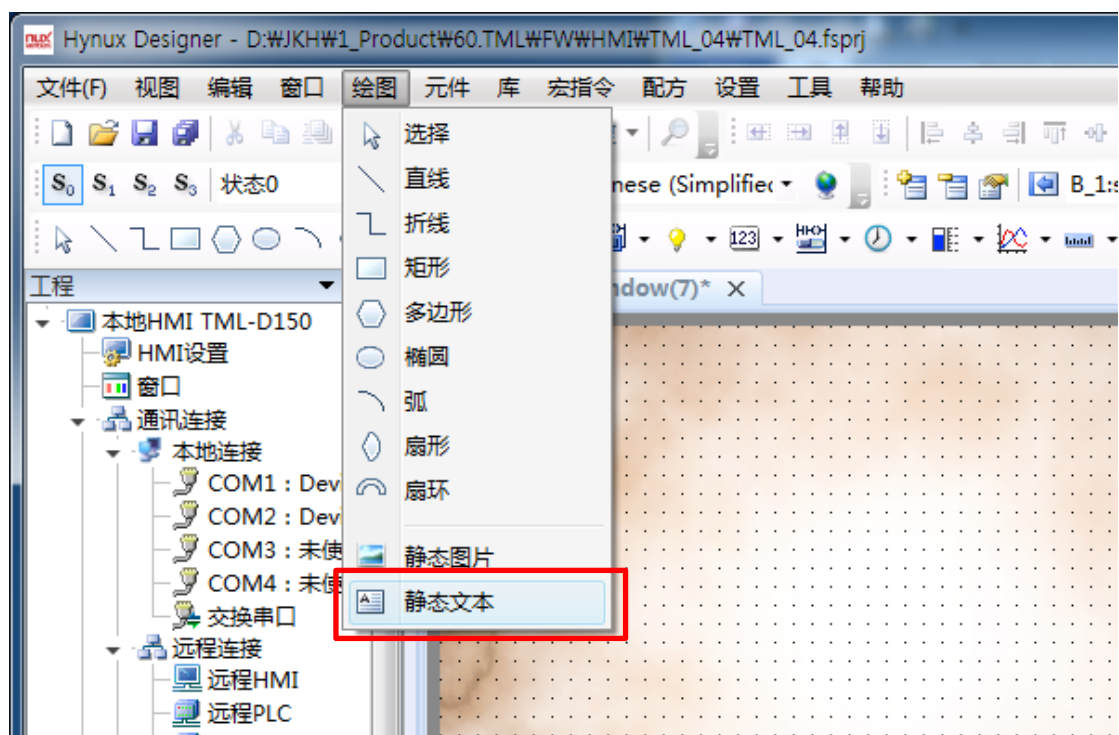 nux Hynux Designer - D:₩JKH₩1_Product₩60.TML₩FW₩HMI₩TML_04₩TML_04.fsprj
文件(F) 视图 编辑 窗口 绘图 元件 库 宏指令 配方 设置 工具 帮助
选择
S0 S1 S2 S3 状态0
直线
nese (Simplified
B_1:s
折线
123
工程
矩形
ndow(7)* ×
本地HMI TML-D150
多边形
HMI设置
椭圆
窗口
弧
通讯连接
扇形
本地连接
扇环
COM1 : Dev
COM2 : Dev
COM3 : 未使
静态图片
COM4 : 未使
静态文本
交换串口
远程连接
远程HMI
远程PLC